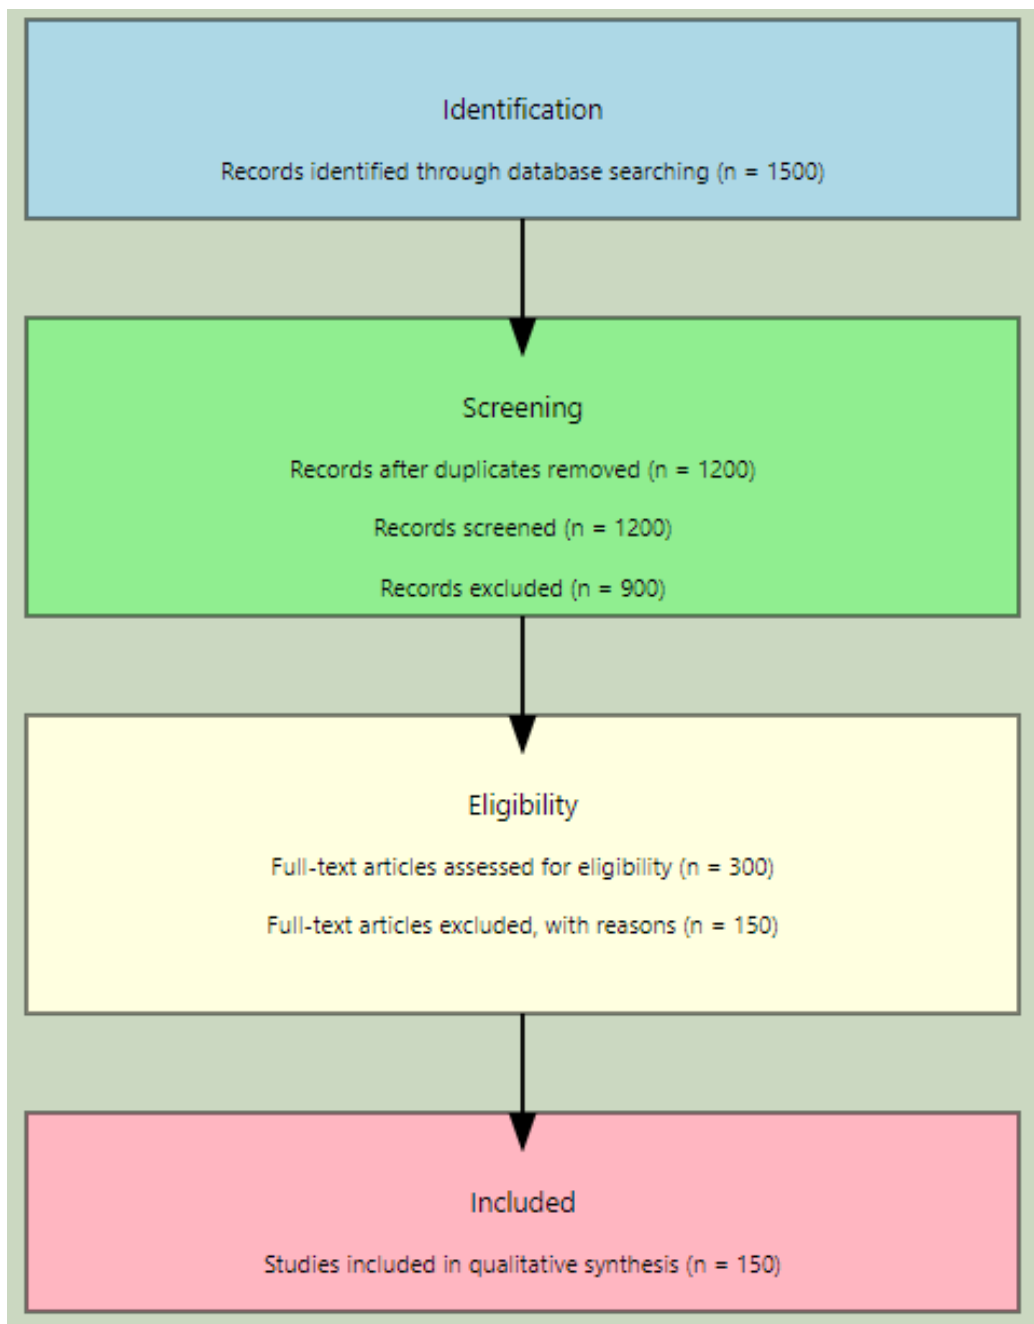 Identification
Records identified through database searching (n = 1500)
Screening
Records after duplicates removed (n = 1200)
Records screened (n = 1200)
Records excluded (n = 900)
Eligibility
Full-text articles assessed for eligibility (n = 300)
Full-text articles excluded, with reasons (n = 150)
Included
Studies included in qualitative synthesis (n = 150)